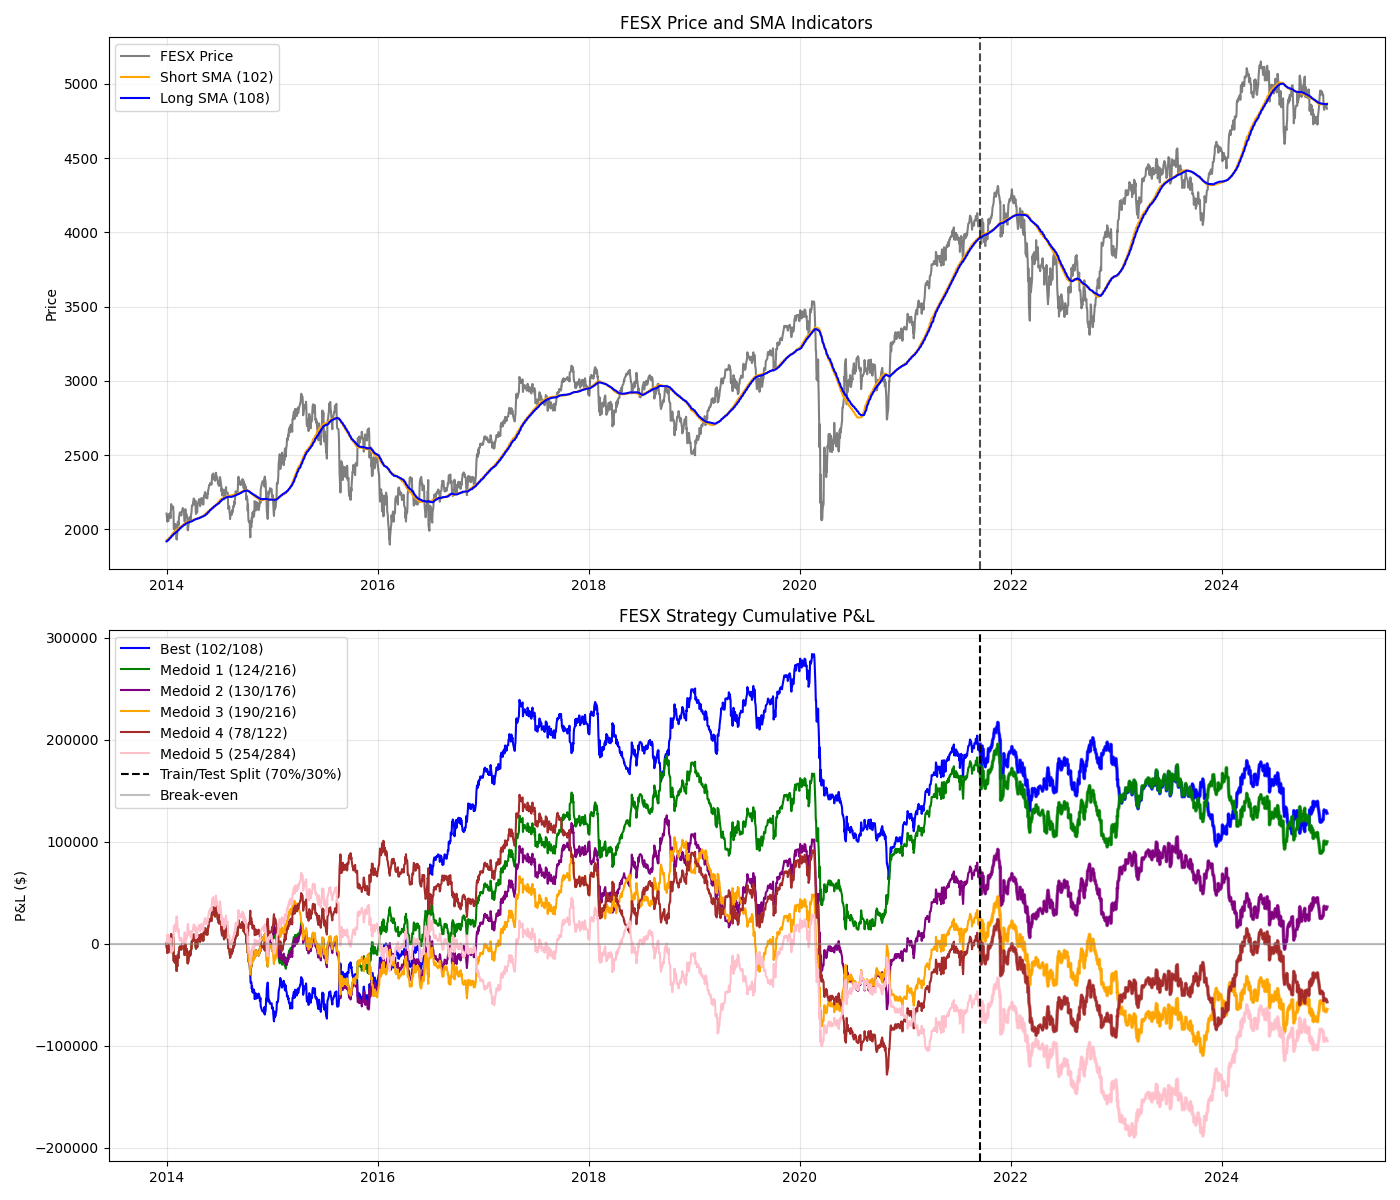 FESX Price and SMA Indicators
FESX Price
Short SMA (102)
Long SMA (108)
Price
5000
4500
4000
3500
3000
2500
2000
2014
2016
2018
2020
2022
2024
FESX Strategy Cumulative P&L
Best (102/108)
Medoid 1 (124/216)
Medoid 2 (130/176)
Medoid 3 (190/216)
Medoid 4 (78/122)
Medoid 5 (254/284)
Train/Test Split (70%/30%)
Break-even
P&L ($)
300000
200000
100000
0
−100000
−200000
2014
2016
2018
2020
2022
2024